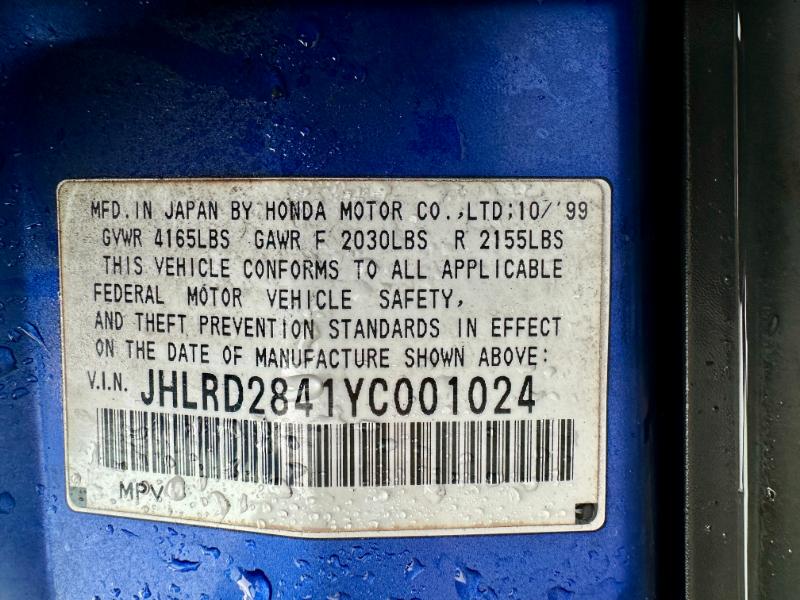 MFD. IN JAPAN BY HONDA MOTOR CO.,LTD:10/'99
GVWR 4165LBS GAWR F 2030LBS R 2155LBS
THIS VEHICLE CONFORMS TO ALL APPLICABLE
FEDERAL MOTOR VEHICLE SAFETY,
AND THEFT PREVENTION STANDARDS IN EFFECT
ON THE DATE OF MANUFACTURE SHOWN ABOVE:
V.I.N. JHLRD2841YC001024
MPV